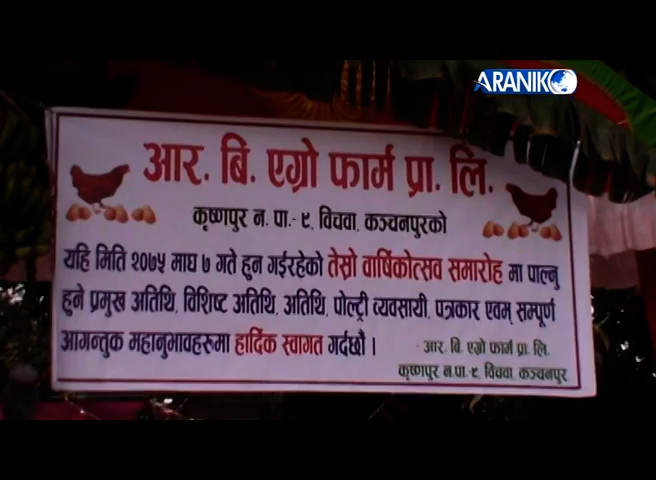 ARANIKO
आर. बि. एग्रो फार्म प्रा. लि.
कृष्णपुर न. पा.- ९, विचवा, कञ्चनपुरको
यहि मिति २०७५ माघ ७ गते हुन गईरहेको तेस्रो वार्षिकोत्सव समारोह मा पाल्नु
हुने प्रमुख अतिथि, विशिष्ट अतिथि, अतिथि, पोल्ट्री व्यवसायी, पत्रकार एवम् सम्पूर्ण
आगन्तुक महानुभावहरुमा हार्दिक स्वागत गर्दछौ ।
आर. बि. एग्रो फार्म प्रा. लि.
कृष्णपुर न.पा.-९, विचवा, कञ्चनपुर